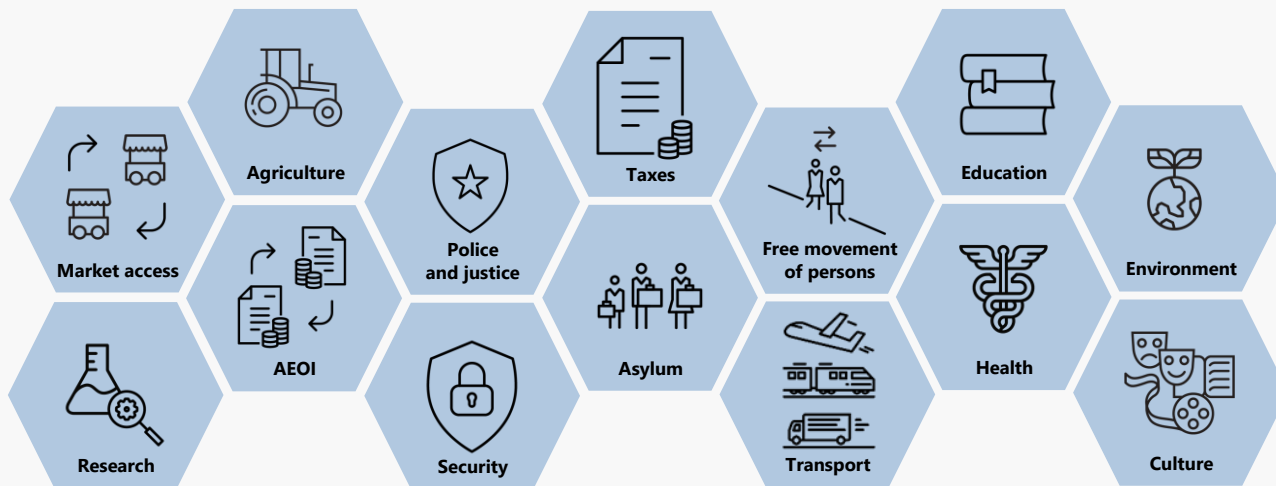 Agriculture
Taxes
Education
Market access
Police
and justice
Free movement
of persons
Environment
AEOI
Asylum
Health
Research
Security
Transport
Culture